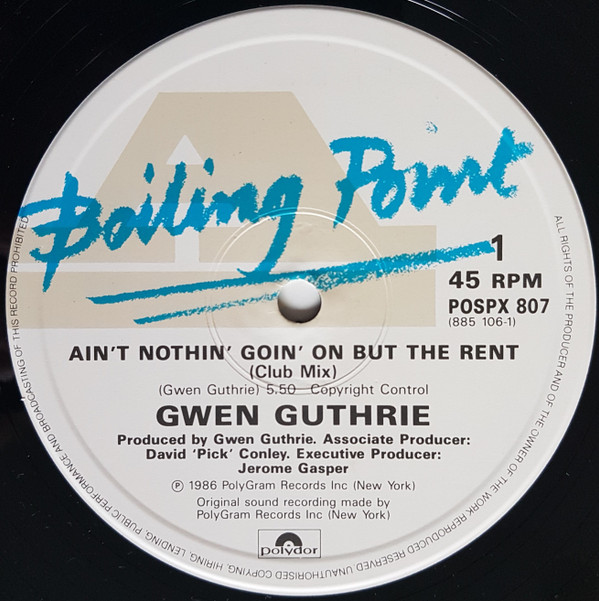 Boiling Point
1
45 RPM
POSPX 807
(885 106-1)
AIN'T NOTHIN' GOIN' ON BUT THE RENT
(Club Mix)
(Gwen Guthrie) 5.50 Copyright Control
GWEN GUTHRIE
Produced by Gwen Guthrie. Associate Producer:
David 'Pick' Conley. Executive Producer:
Jerome Gasper
Ⓟ 1986 PolyGram Records Inc (New York)
Original sound recording made by
PolyGram Records Inc (New York)
polydor
ALL RIGHTS OF THE PRODUCER AND OF THE OWNER OF THE WORK REPRODUCED RESERVED. UNAUTHORISED COPYING, HIRING, LENDING, PUBLIC PERFORMANCE AND BROADCASTING OF THIS RECORD PROHIBITED